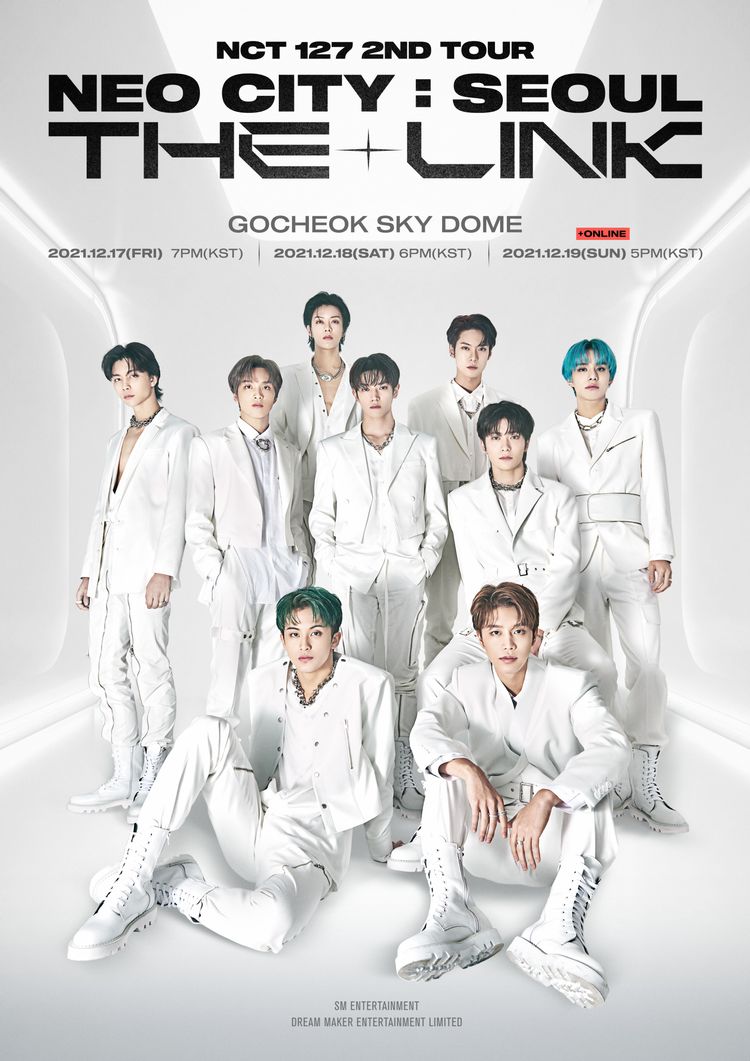 NCT 127 2ND TOUR
NEO CITY : SEOUL
THE LINK
GOCHEOK SKY DOME
+ONLINE
2021.12.17(FRI) 7PM(KST) | 2021.12.18(SAT) 6PM(KST) | 2021.12.19(SUN) 5PM(KST)
SM ENTERTAINMENT
DREAM MAKER ENTERTAINMENT LIMITED